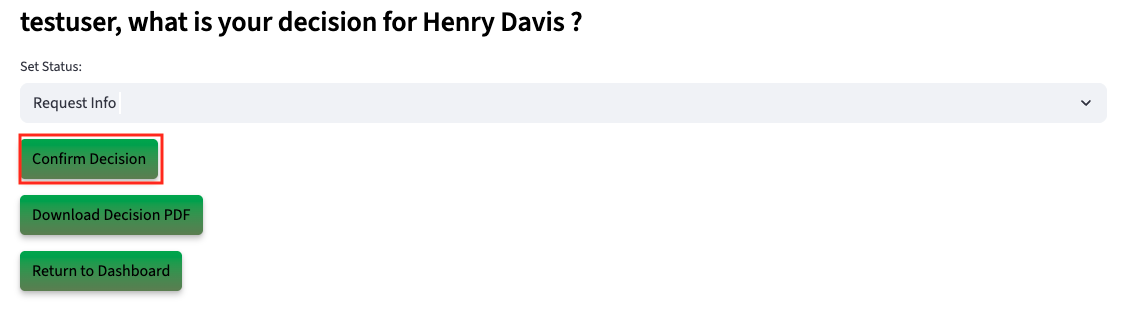 testuser, what is your decision for Henry Davis ?
Set Status:
Request Info
Confirm Decision
Download Decision PDF
Return to Dashboard